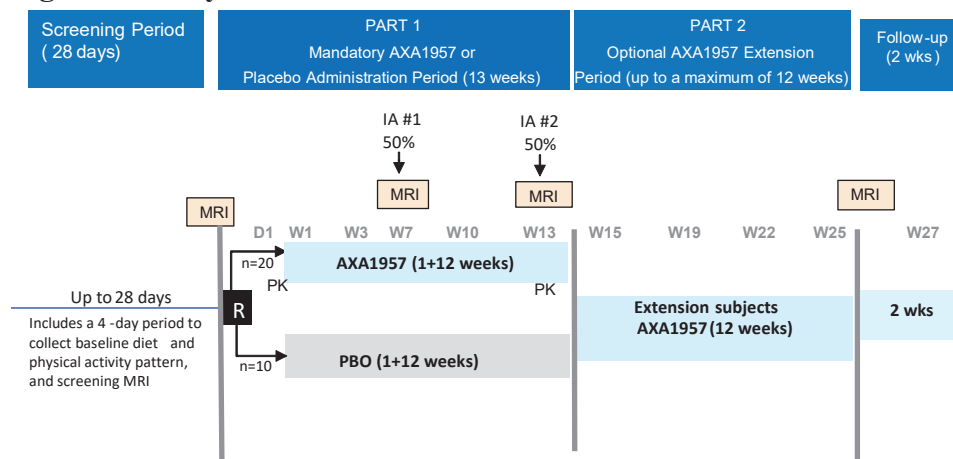 Screening Period
( 28 days)
PART 1
Mandatory AXA1957 or
Placebo Administration Period (13 weeks)
PART 2
Optional AXA1957 Extension
Period (up to a maximum of 12 weeks)
Follow-up
(2 wks)
IA #1
50%
IA #2
50%
MRI
MRI
MRI
MRI
D1 W1 W3 W7 W10 W13 W15 W19 W22 W25 W27
n=20
AXA1957 (1+12 weeks)
PK
PK
Up to 28 days
R
Includes a 4 -day period to
collect baseline diet and
physical activity pattern,
and screening MRI
Extension subjects
AXA1957 (12 weeks)
2 wks
n=10
PBO (1+12 weeks)